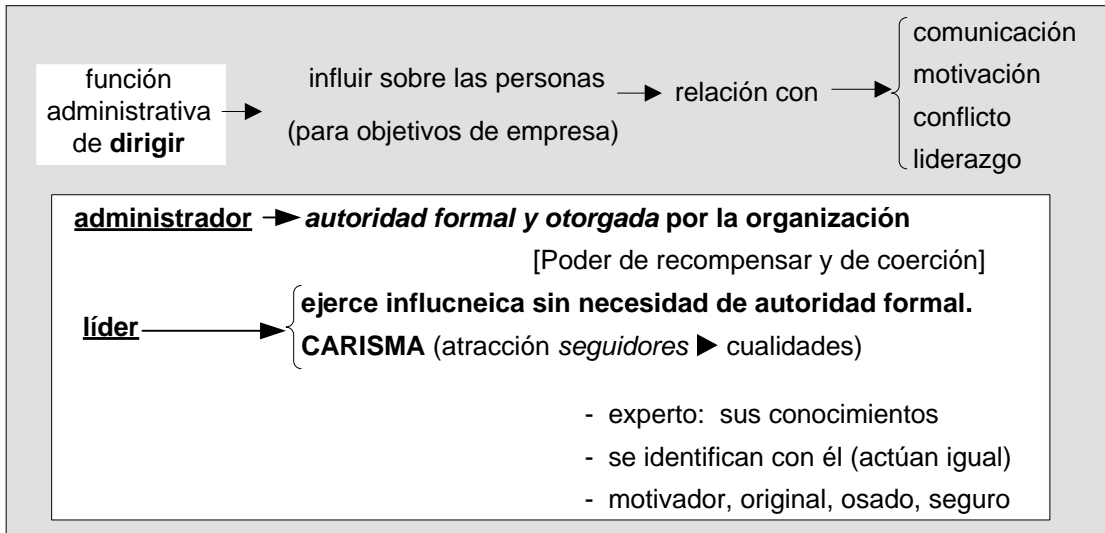 función
administrativa
de dirigir
influir sobre las personas
(para objetivos de empresa)
relación con
comunicación
motivación
conflicto
liderazgo
administrador autoridad formal y otorgada por la organización
[Poder de recompensar y de coerción]
líder
ejerce influcneica sin necesidad de autoridad formal.
CARISMA (atracción seguidores ► cualidades)
- experto: sus conocimientos
- se identifican con él (actúan igual)
- motivador, original, osado, seguro